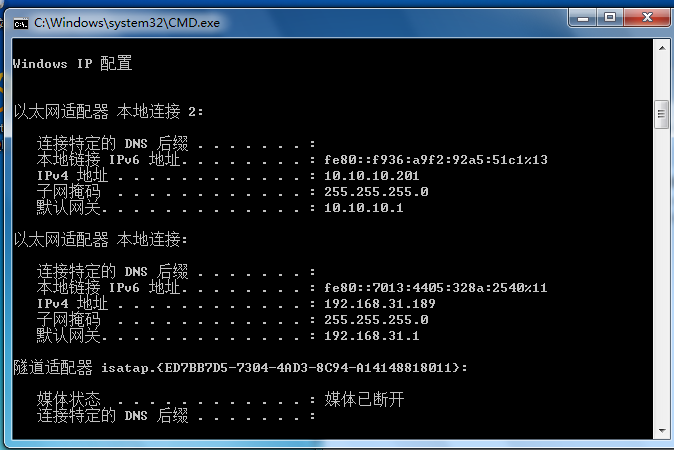 C:\Windows\system32\CMD.exe
Windows IP 配置
以太网适配器 本地连接 2:
连接特定的 DNS 后缀 . . . . . . . :
本地链接 IPv6 地址. . . . . . . . : fe80::f936:a9f2:92a5:51c1%13
IPv4 地址 . . . . . . . . . . . . : 10.10.10.201
子网掩码  . . . . . . . . . . . . : 255.255.255.0
默认网关. . . . . . . . . . . . . : 10.10.10.1
以太网适配器 本地连接:
连接特定的 DNS 后缀 . . . . . . . :
本地链接 IPv6 地址. . . . . . . . : fe80::7013:4405:328a:2540%11
IPv4 地址 . . . . . . . . . . . . : 192.168.31.189
子网掩码  . . . . . . . . . . . . : 255.255.255.0
默认网关. . . . . . . . . . . . . : 192.168.31.1
隧道适配器 isatap.{ED7BB7D5-7304-4AD3-8C94-A14148818011}:
媒体状态  . . . . . . . . . . . . : 媒体已断开
连接特定的 DNS 后缀 . . . . . . . :